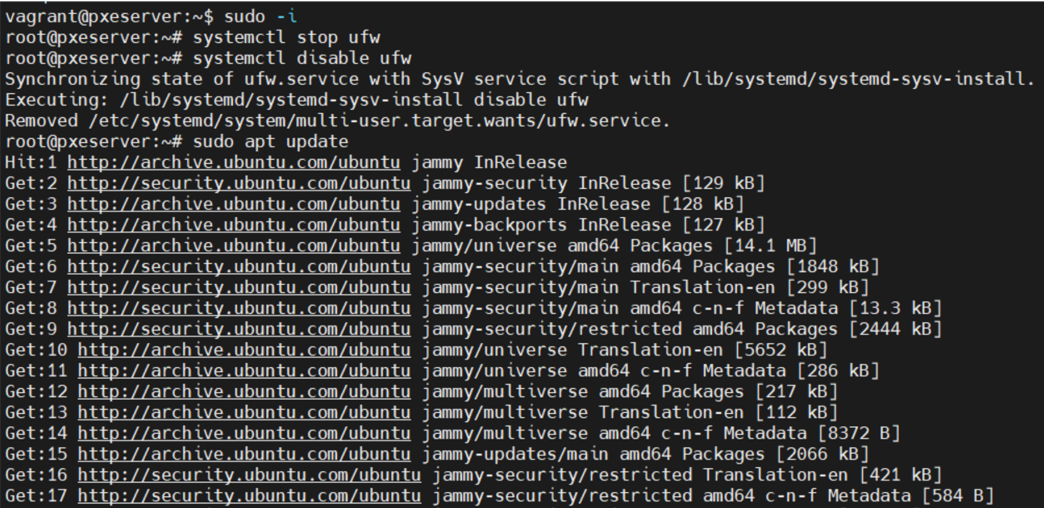 vagrant@pxeserver:~$ sudo -i
root@pxeserver:~# systemctl stop ufw
root@pxeserver:~# systemctl disable ufw
Synchronizing state of ufw.service with SysV service script with /lib/systemd/systemd-sysv-install.
Executing: /lib/systemd/systemd-sysv-install disable ufw
Removed /etc/systemd/system/multi-user.target.wants/ufw.service.
root@pxeserver:~# sudo apt update
Hit:1 http://archive.ubuntu.com/ubuntu jammy InRelease
Get:2 http://security.ubuntu.com/ubuntu jammy-security InRelease [129 kB]
Get:3 http://archive.ubuntu.com/ubuntu jammy-updates InRelease [128 kB]
Get:4 http://archive.ubuntu.com/ubuntu jammy-backports InRelease [127 kB]
Get:5 http://archive.ubuntu.com/ubuntu jammy/universe amd64 Packages [14.1 MB]
Get:6 http://security.ubuntu.com/ubuntu jammy-security/main amd64 Packages [1848 kB]
Get:7 http://security.ubuntu.com/ubuntu jammy-security/main Translation-en [299 kB]
Get:8 http://security.ubuntu.com/ubuntu jammy-security/main amd64 c-n-f Metadata [13.3 kB]
Get:9 http://security.ubuntu.com/ubuntu jammy-security/restricted amd64 Packages [2444 kB]
Get:10 http://archive.ubuntu.com/ubuntu jammy/universe Translation-en [5652 kB]
Get:11 http://archive.ubuntu.com/ubuntu jammy/universe amd64 c-n-f Metadata [286 kB]
Get:12 http://archive.ubuntu.com/ubuntu jammy/multiverse amd64 Packages [217 kB]
Get:13 http://archive.ubuntu.com/ubuntu jammy/multiverse Translation-en [112 kB]
Get:14 http://archive.ubuntu.com/ubuntu jammy/multiverse amd64 c-n-f Metadata [8372 B]
Get:15 http://archive.ubuntu.com/ubuntu jammy-updates/main amd64 Packages [2066 kB]
Get:16 http://security.ubuntu.com/ubuntu jammy-security/restricted Translation-en [421 kB]
Get:17 http://security.ubuntu.com/ubuntu jammy-security/restricted amd64 c-n-f Metadata [584 B]